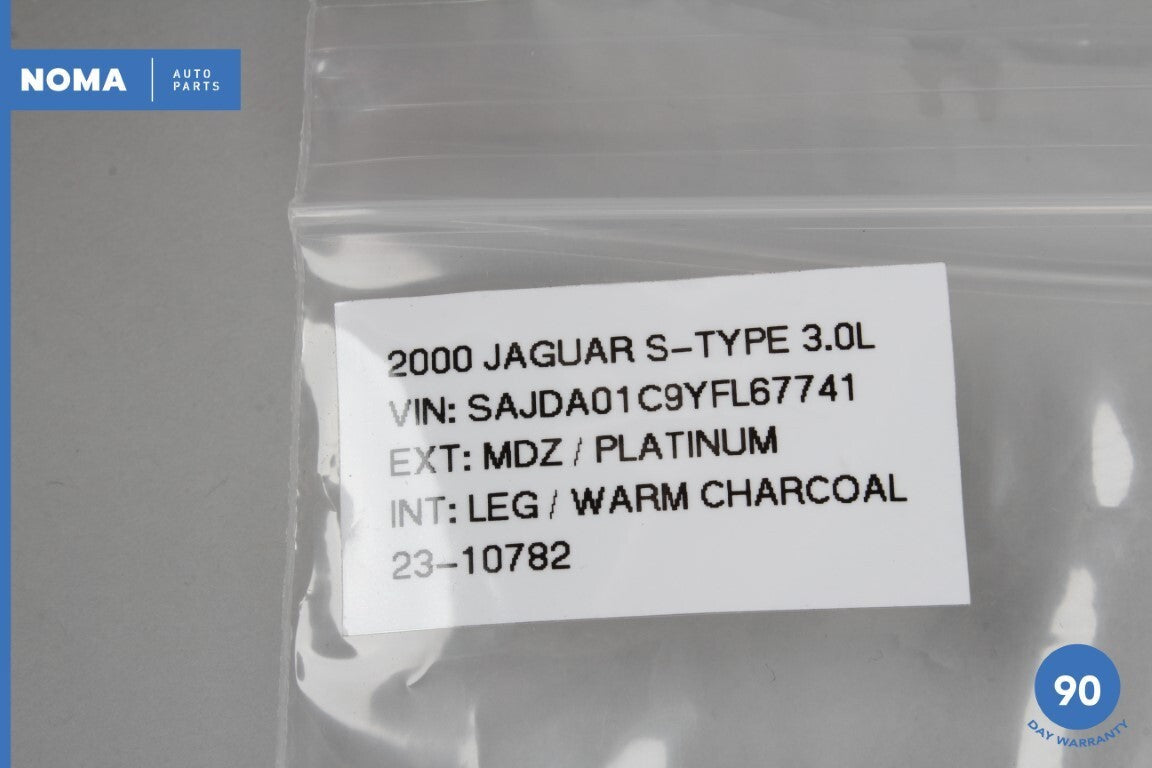 NOMA
AUTO
PARTS
2000 JAGUAR S-TYPE 3.0L
VIN: SAJDA01C9YFL67741
EXT: MDZ / PLATINUM
INT: LEG / WARM CHARCOAL
23-10782
90
DAY WARRANTY